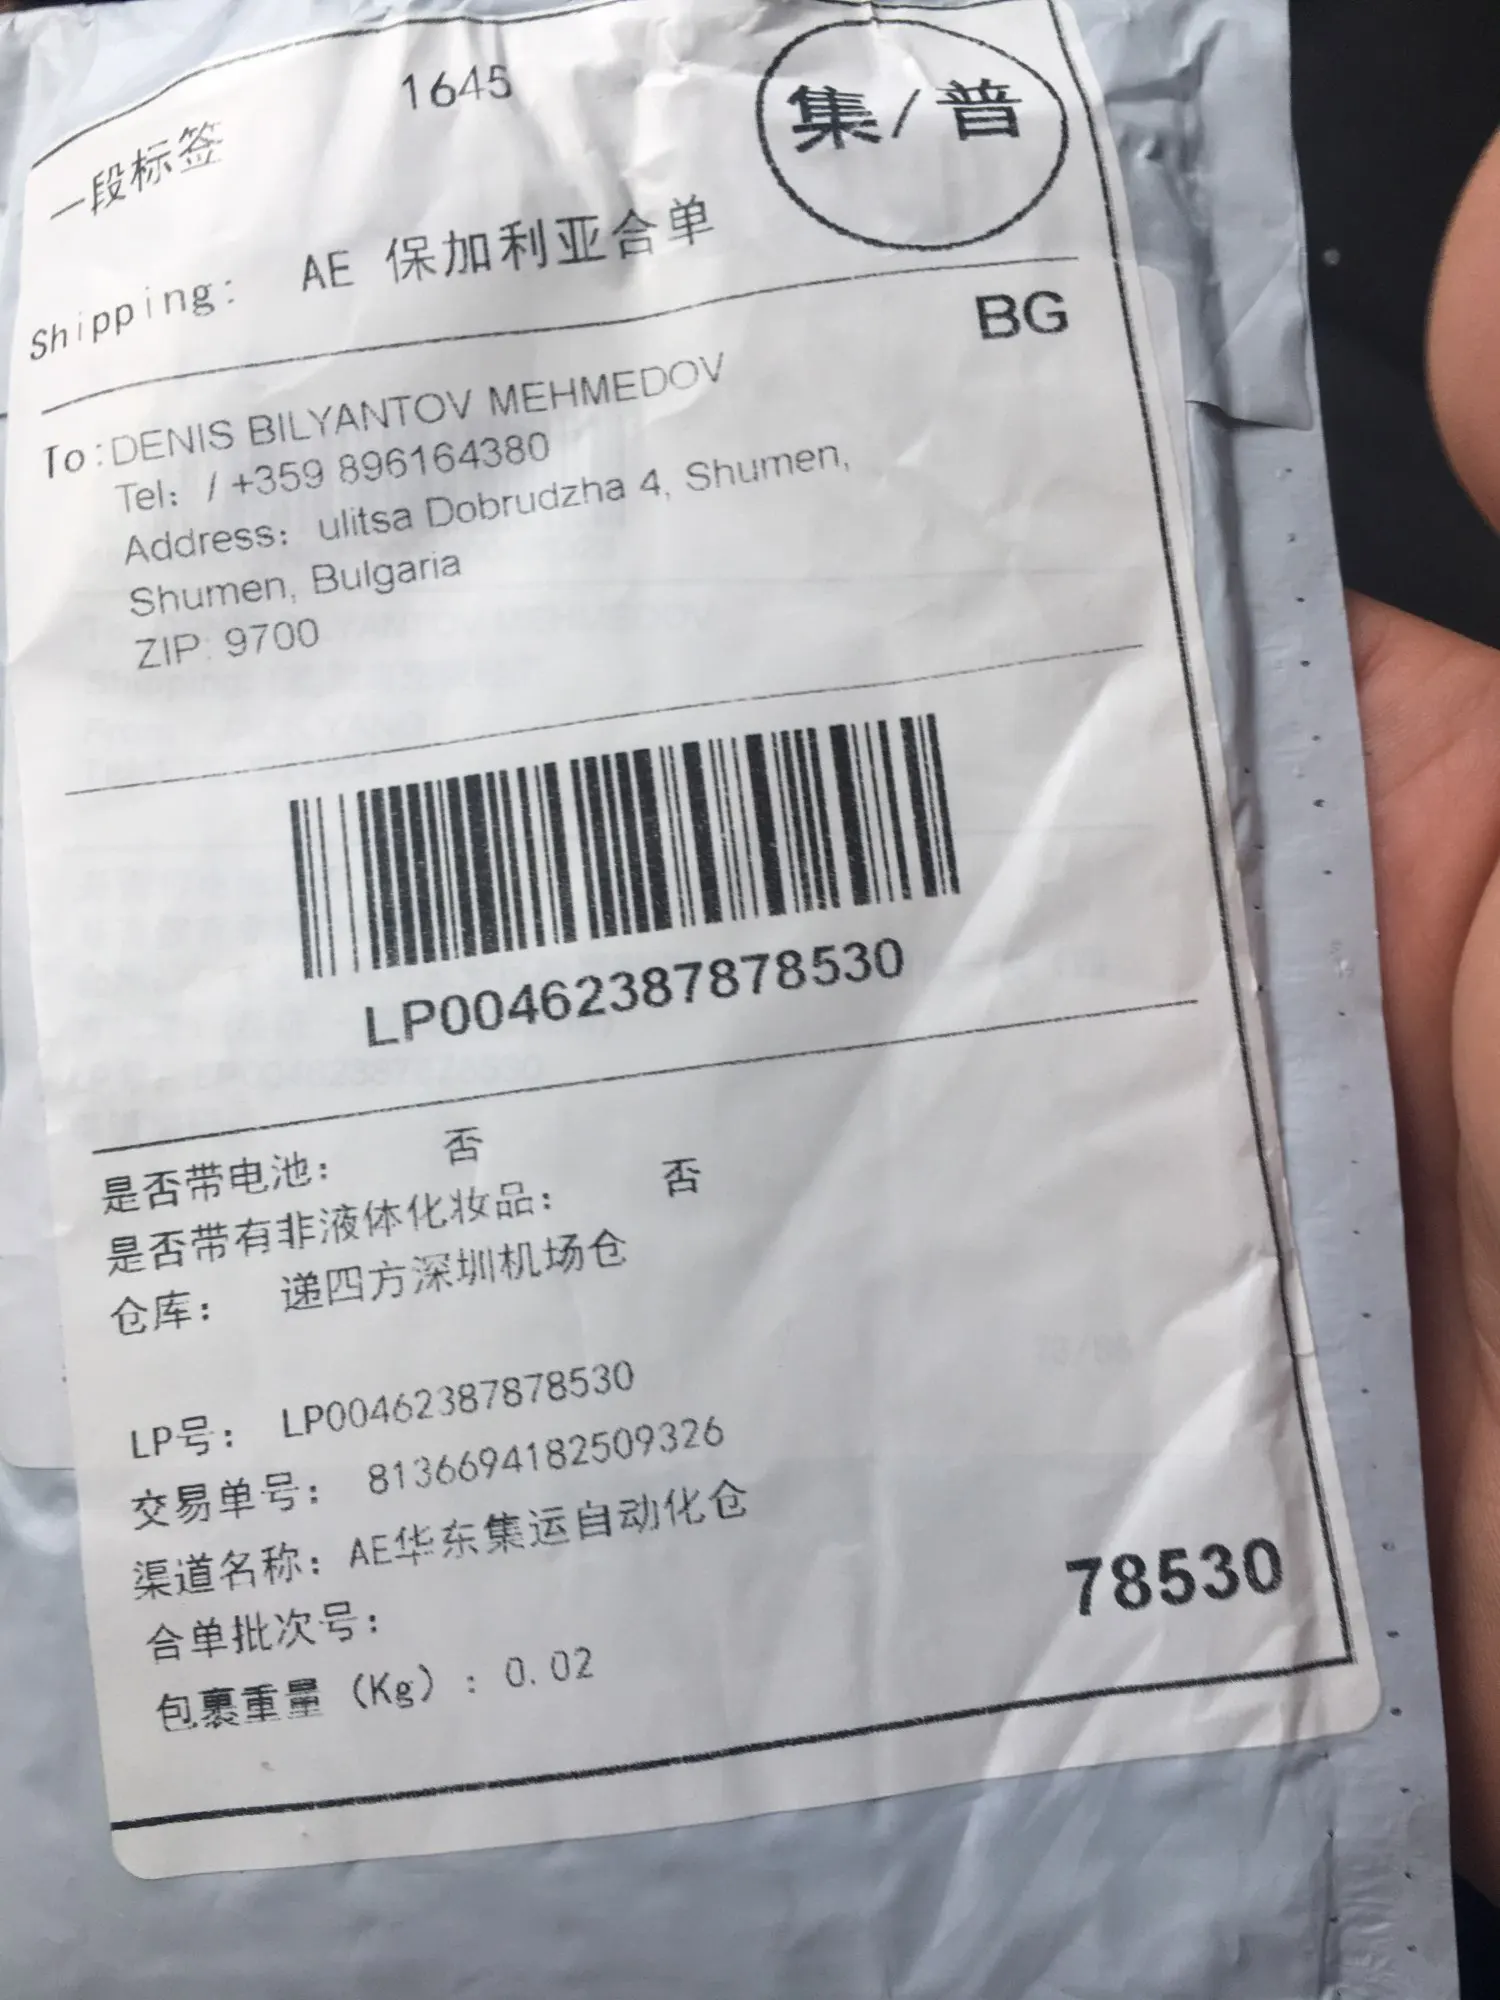 1645
集/普
一段标签
Shipping: AE 保加利亚合单
BG
To:DENIS BILYANTOV MEHMEDOV
Tel: / +359 896164380
Address: ulitsa Dobrudzha 4, Shumen,
Shumen, Bulgaria
ZIP: 9700
LP00462387878530
是否带电池: 否
是否带有非液体化妆品: 否
仓库: 递四方深圳机场仓
LP号: LP00462387878530
交易单号: 8136694182509326
渠道名称: AE华东集运自动化仓
合单批次号:
包裹重量 (Kg) : 0.02
78530